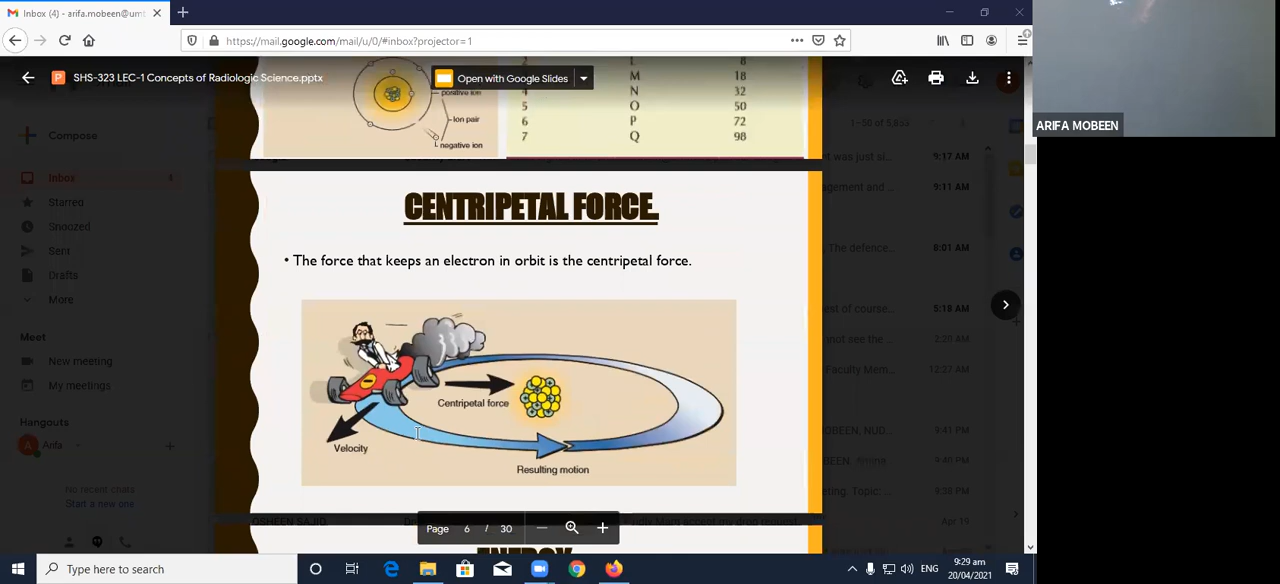 Inbox (4) - arifa.mobeen@umt
https://mail.google.com/mail/u/0/#inbox?projector=1
SHS-323 LEC-1 Concepts of Radiologic Science.pptx
Open with Google Slides
ARIFA MOBEEN
Compose
Inbox
Starred
Snoozed
Sent
Drafts
More
Meet
New meeting
My meetings
Hangouts
Arifa
No recent chats
Start a new one
positive ion
ion pair
negative ion
L 8
M 18
4 N 32
5 O 50
6 P 72
7 Q 98
9:17 AM
9:11 AM
8:01 AM
5:18 AM
2:20 AM
12:27 AM
9:41 PM
9:40 PM
9:38 PM
Apr 19
CENTRIPETAL FORCE.
• The force that keeps an electron in orbit is the centripetal force.
Centripetal force
Velocity
Resulting motion
Page 6 / 30
ENERGY
Type here to search
ENG
9:29 am
20/04/2021